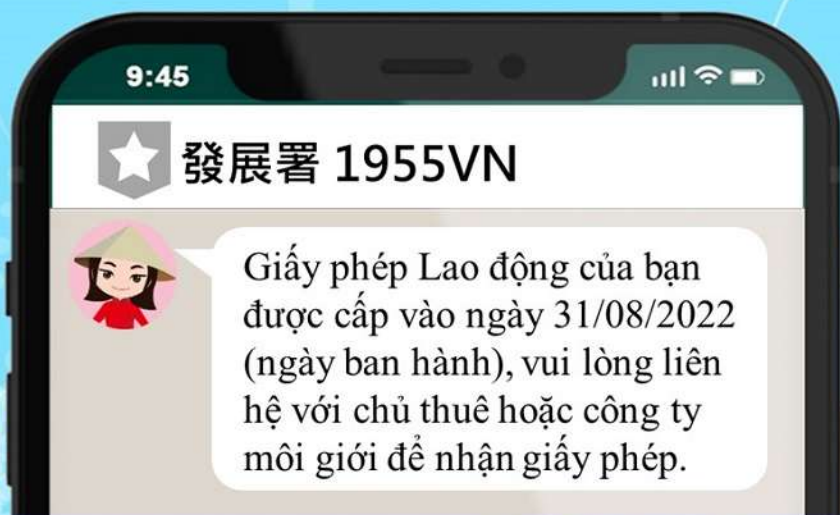 9:45
發展署 1955VN
Giấy phép Lao động của bạn
được cấp vào ngày 31/08/2022
(ngày ban hành), vui lòng liên
hệ với chủ thuê hoặc công ty
môi giới để nhận giấy phép.